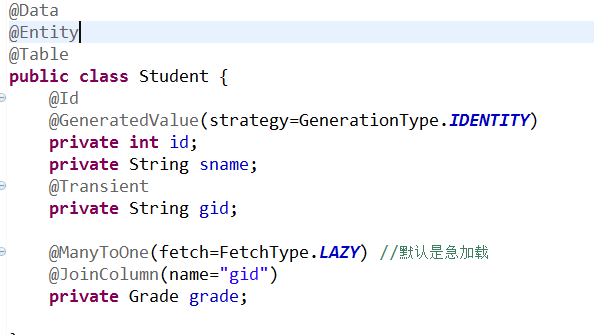 @Data
@Entity
@Table
public class Student {
@Id
@GeneratedValue(strategy=GenerationType.IDENTITY)
private int id;
private String sname;
@Transient
private String gid;
@ManyToOne(fetch=FetchType.LAZY) //默认是急加载
@JoinColumn(name="gid")
private Grade grade;